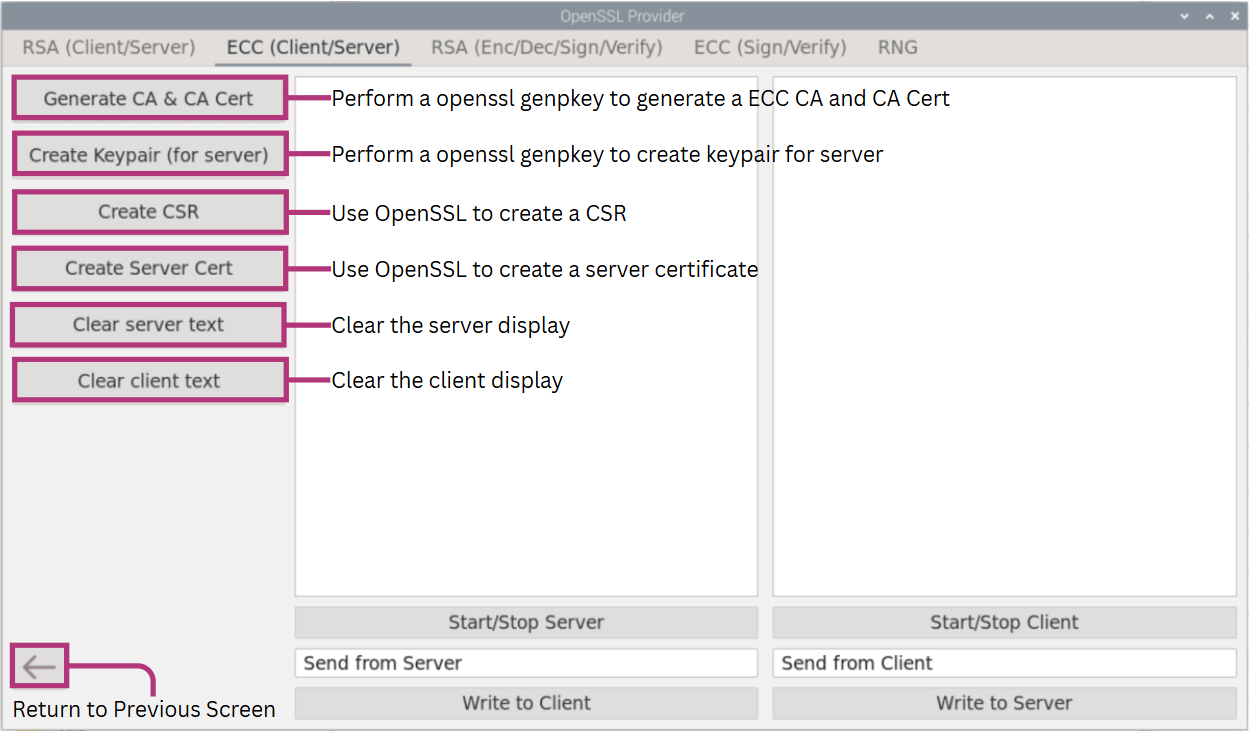 OpenSSL Provider
RSA (Client/Server) ECC (Client/Server) RSA (Enc/Dec/Sign/Verify) ECC (Sign/Verify) RNG
Generate CA & CA Cert Perform a openssl genpkey to generate a ECC CA and CA Cert
Create Keypair (for server) Perform a openssl genpkey to create keypair for server
Create CSR Use OpenSSL to create a CSR
Create Server Cert Use OpenSSL to create a server certificate
Clear server text Clear the server display
Clear client text Clear the client display
Start/Stop Server Start/Stop Client
Send from Server Send from Client
Write to Client Write to Server
Return to Previous Screen